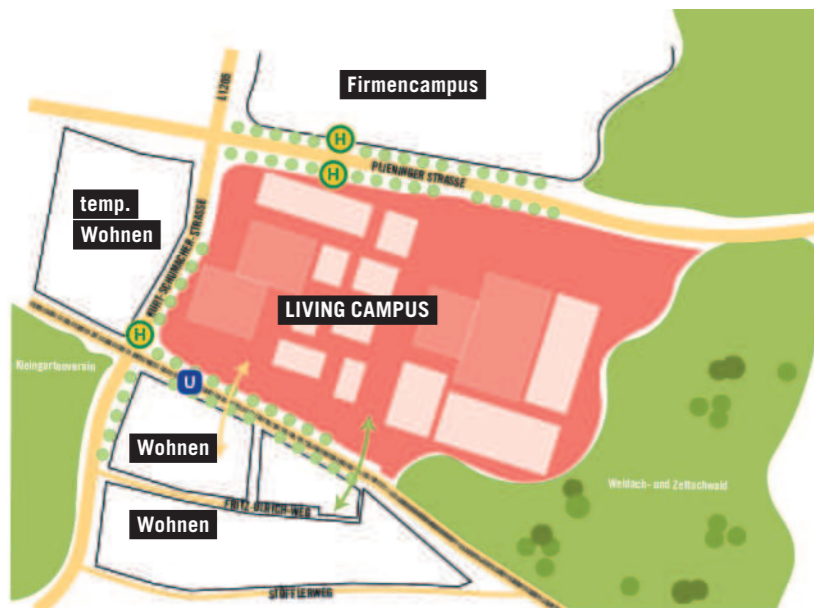 Firmencampus
L1205
H
H
PLIENINGER STRASSE
temp.
Wohnen
KURT-SCHUMACHER-STRASSE
LIVING CAMPUS
H
Kleingartenverein
U
Wohnen
Weidach- und Zettachwald
FRITZ-ULRICH-WEG
Wohnen
STÖFFLERWEG